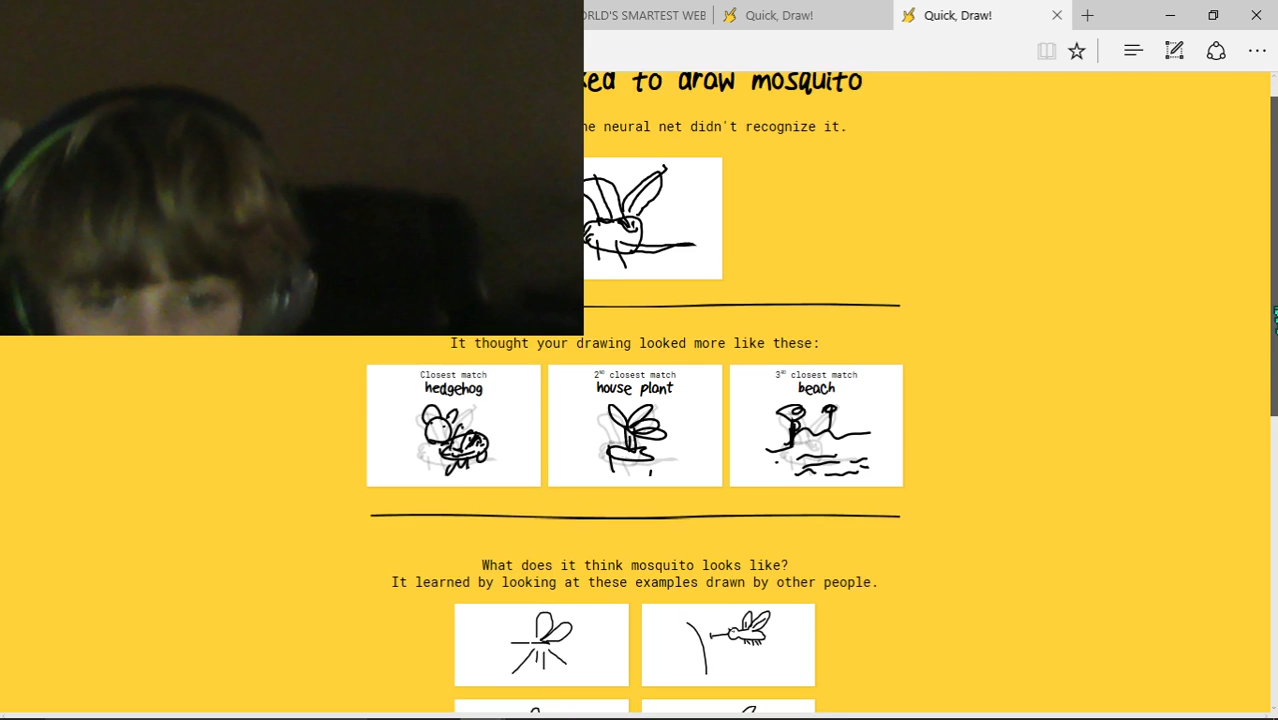 ORLD'S SMARTEST WEB
Quick, Draw!
Quick, Draw!
ked to draw mosquito
he neural net didn't recognize it.
It thought your drawing looked more like these:
Closest match
hedgehog
2ND closest match
house plant
3RD closest match
beach
What does it think mosquito looks like?
It learned by looking at these examples drawn by other people.